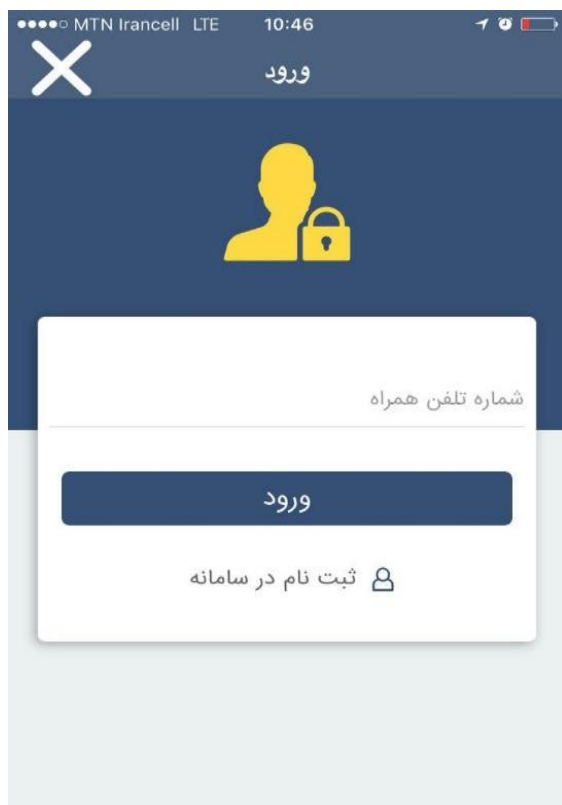 MTN Irancell LTE 10:46
ورود
شماره تلفن همراه
ورود
ثبت نام در سامانه